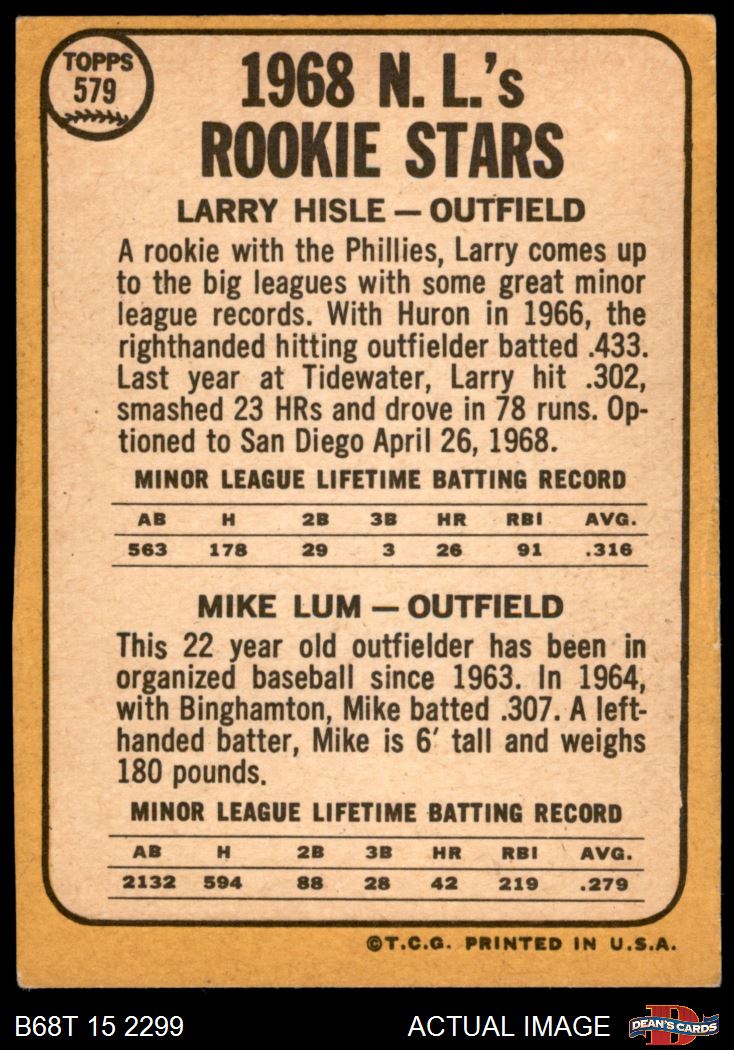 TOPPS
579
1968 N. L.'s
ROOKIE STARS
LARRY HISLE — OUTFIELD
A rookie with the Phillies, Larry comes up
to the big leagues with some great minor
league records. With Huron in 1966, the
righthanded hitting outfielder batted .433.
Last year at Tidewater, Larry hit .302,
smashed 23 HRs and drove in 78 runs. Op-
tioned to San Diego April 26, 1968.
MINOR LEAGUE LIFETIME BATTING RECORD
AB H 2B 3B HR RBI AVG.
563 178 29 3 26 91 .316
MIKE LUM — OUTFIELD
This 22 year old outfielder has been in
organized baseball since 1963. In 1964,
with Binghamton, Mike batted .307. A left-
handed batter, Mike is 6′ tall and weighs
180 pounds.
MINOR LEAGUE LIFETIME BATTING RECORD
AB H 2B 3B HR RBI AVG.
2132 594 88 28 42 219 .279
©T.C.G. PRINTED IN U.S.A.
B68T 15 2299 ACTUAL IMAGE D DEAN'S CARDS